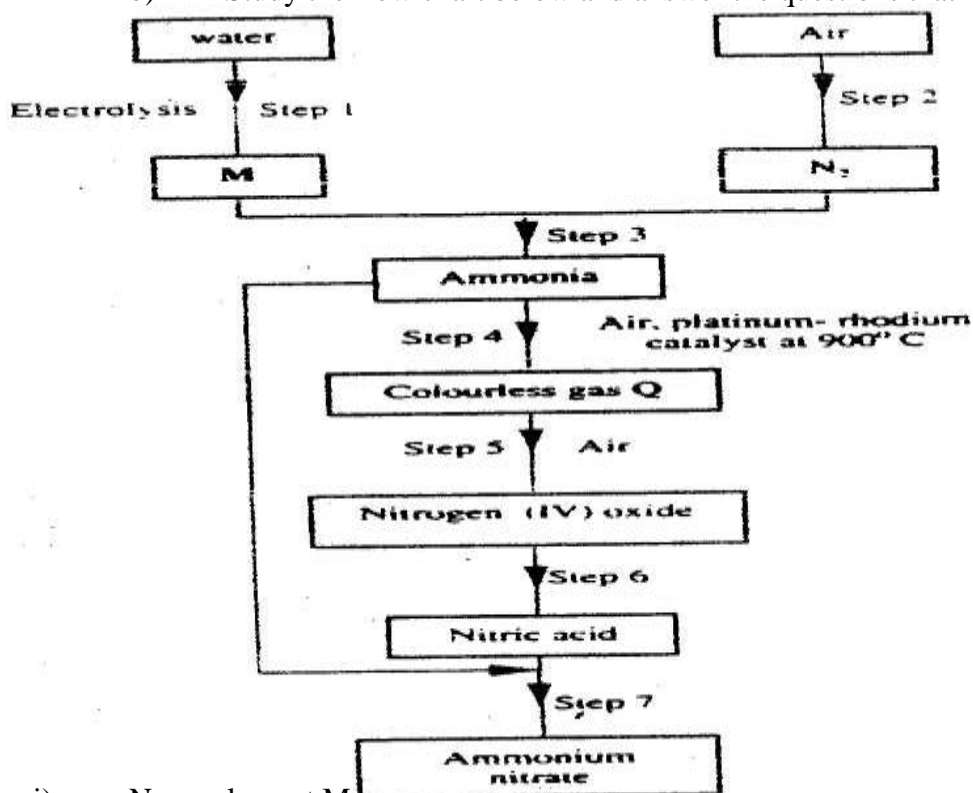 water
Air
Electrolysis Step 1
Step 2
M
N₂
Step 3
Ammonia
Step 4
Air. platinum- rhodium
catalyst at 900° C
Colourless gas Q
Step 5 Air
Nitrogen (IV) oxide
Step 6
Nitric acid
Step 7
Ammonium
nitrate